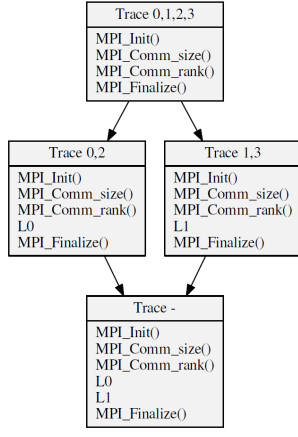 Trace 0,1,2,3
MPI_Init()
MPI_Comm_size()
MPI_Comm_rank()
MPI_Finalize()
Trace 0,2
MPI_Init()
MPI_Comm_size()
MPI_Comm_rank()
L0
MPI_Finalize()
Trace 1,3
MPI_Init()
MPI_Comm_size()
MPI_Comm_rank()
L1
MPI_Finalize()
Trace -
MPI_Init()
MPI_Comm_size()
MPI_Comm_rank()
L0
L1
MPI_Finalize()